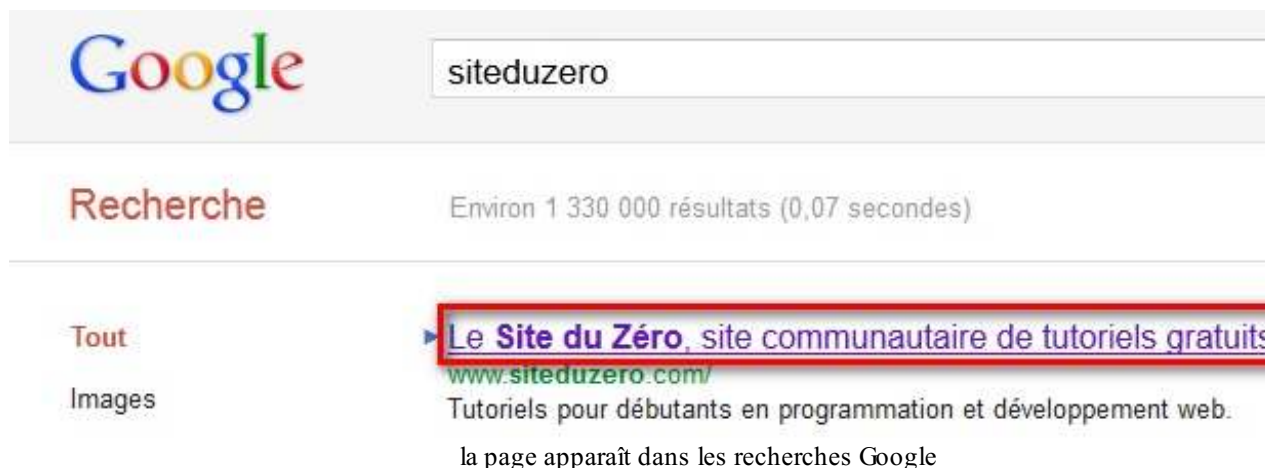 Google
siteduzero
Recherche
Environ 1 330 000 résultats (0,07 secondes)
Tout
Le Site du Zéro, site communautaire de tutoriels gratuits
www.siteduzero.com/
Images
Tutoriels pour débutants en programmation et développement web.
la page apparaît dans les recherches Google